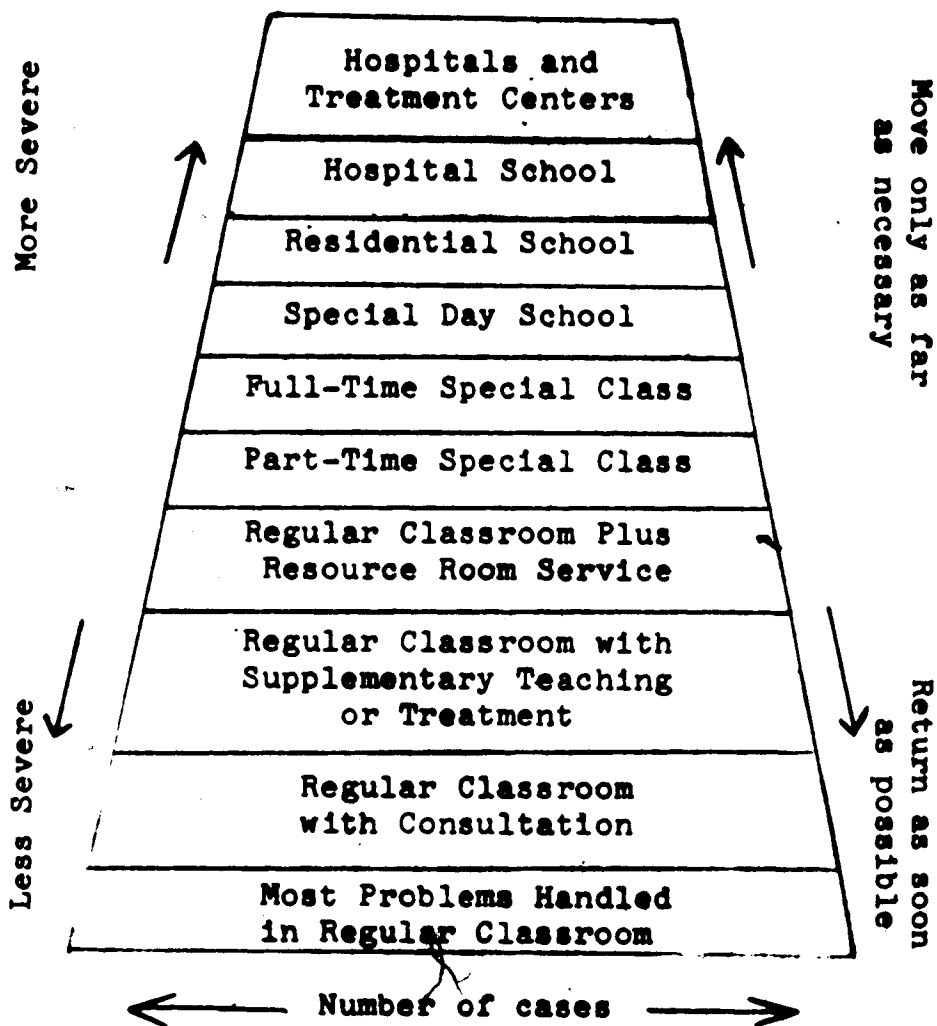 Hospitals and
Treatment Centers
Hospital School
Residential School
Special Day School
Full-Time Special Class
Part-Time Special Class
Regular Classroom Plus
Resource Room Service
Regular Classroom with
Supplementary Teaching
or Treatment
Regular Classroom
with Consultation
Most Problems Handled
in Regular Classroom
Number of cases
More Severe
Less Severe
Move only as far
as necessary
Return as soon
as possible